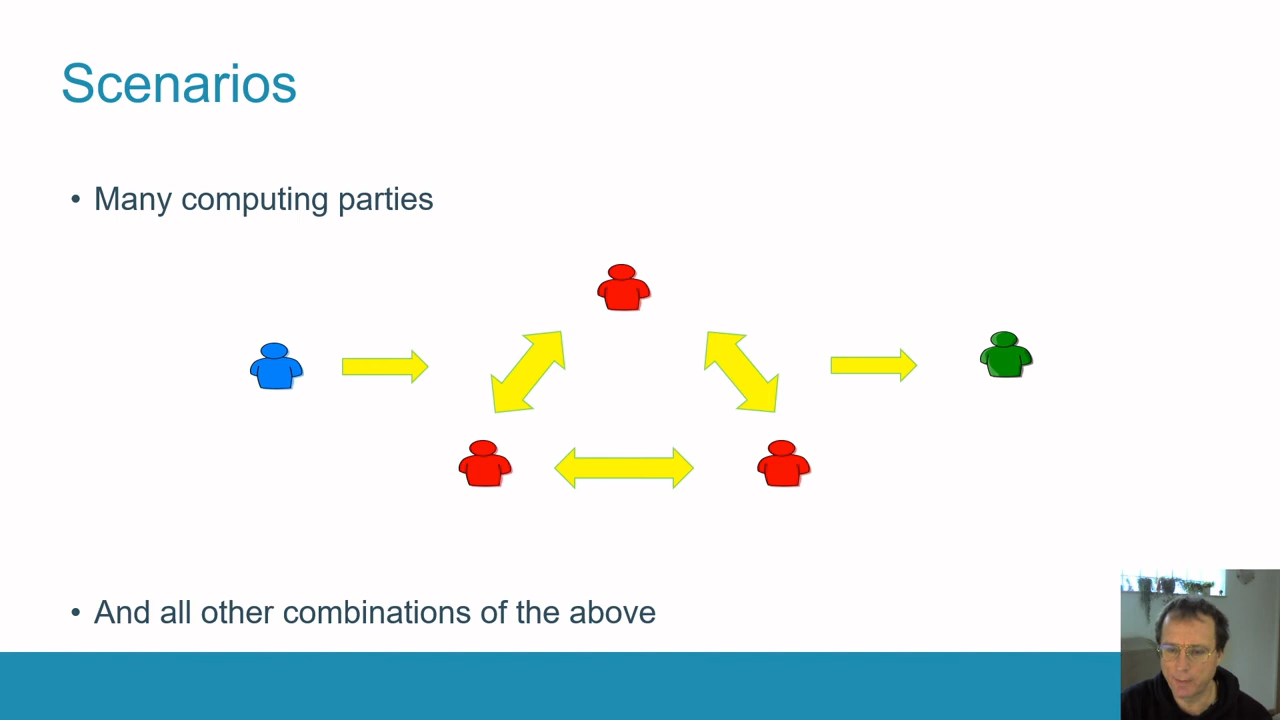 Scenarios
• Many computing parties
• And all other combinations of the above